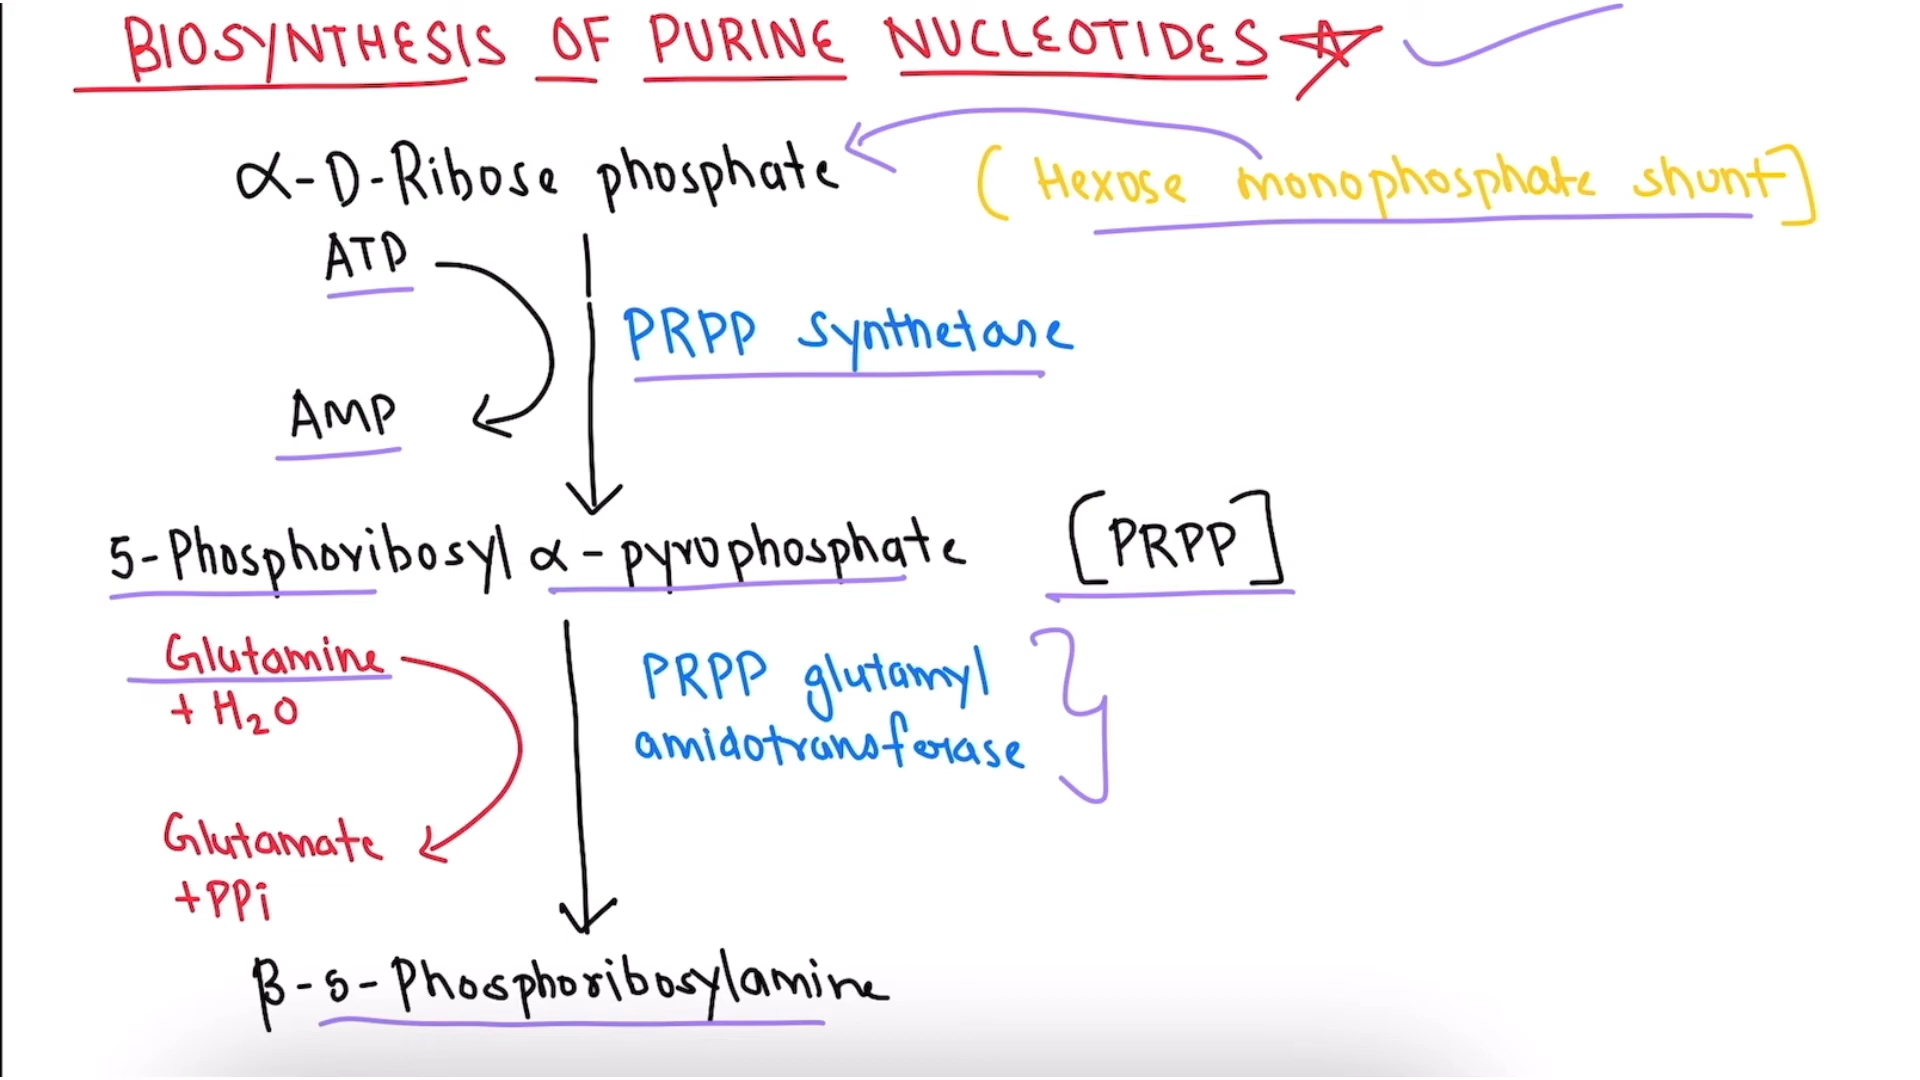 BIOSYNTHESIS OF PURINE NUCLEOTIDES
α-D-Ribose phosphate (Hexose monophosphate shunt]
ATP
PRPP synthetase
AMP
5-Phosphoribosyl α-pyrophosphate [PRPP]
Glutamine
+ H2O
PRPP glutamyl
amidotransferase
Glutamate
+PPi
β-5-Phosphoribosylamine